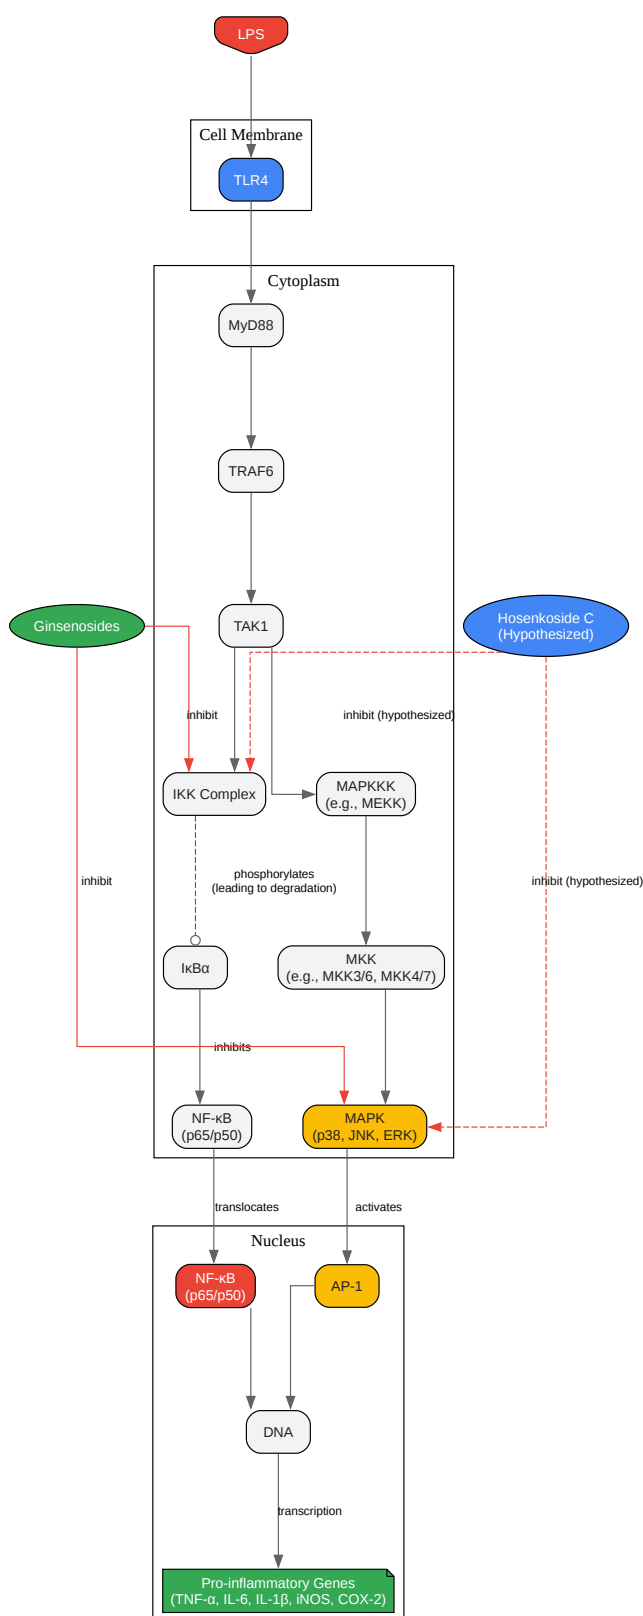 LPS
Cell Membrane
TLR4
Cytoplasm
MyD88
TRAF6
Ginsenosides
TAK1
Hosenkoside C
(Hypothesized)
inhibit
inhibit (hypothesized)
IKK Complex
MAPKKK
(e.g., MEKK)
inhibit
phosphorylates
(leading to degradation)
inhibit (hypothesized)
IκBα
MKK
(e.g., MKK3/6, MKK4/7)
inhibits
NF-κB
(p65/p50)
MAPK
(p38, JNK, ERK)
translocates
activates
Nucleus
NF-κB
(p65/p50)
AP-1
DNA
transcription
Pro-inflammatory Genes
(TNF-α, IL-6, IL-1β, iNOS, COX-2)